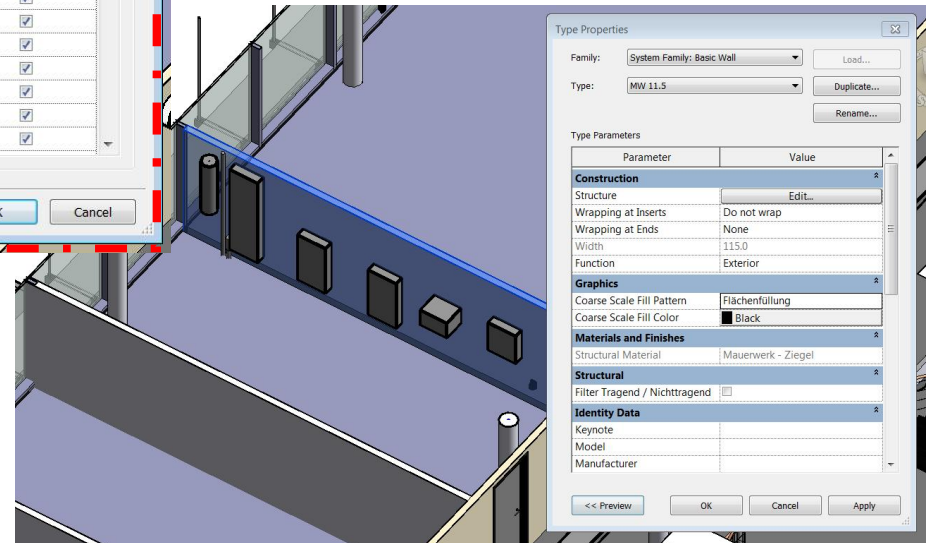 Cancel
Type Properties
Family: System Family: Basic Wall Load...
Type: MW 11.5 Duplicate...
Rename...
Type Parameters
Parameter Value
Construction
Structure Edit...
Wrapping at Inserts Do not wrap
Wrapping at Ends None
Width 115.0
Function Exterior
Graphics
Coarse Scale Fill Pattern Flächenfüllung
Coarse Scale Fill Color Black
Materials and Finishes
Structural Material Mauerwerk - Ziegel
Structural
Filter Tragend / Nichttragend
Identity Data
Keynote
Model
Manufacturer
<< Preview OK Cancel Apply